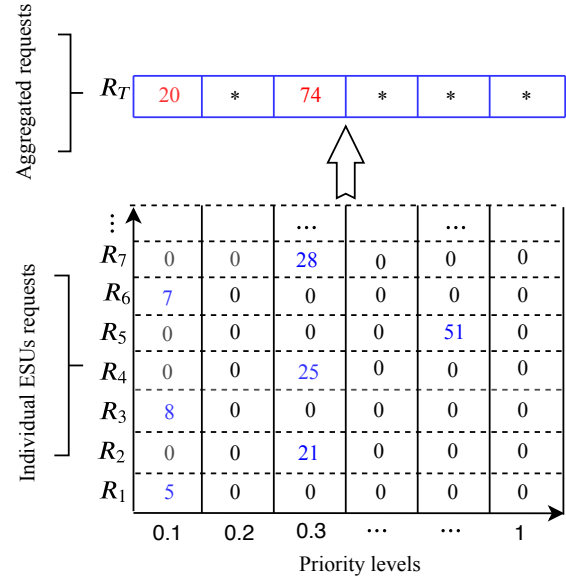 Aggregated requests
R_T 20 * 74 * * *
⋮ ... ...
R_7 0 0 28 0 0 0
R_6 7 0 0 0 0 0
R_5 0 0 0 0 51 0
R_4 0 0 25 0 0 0
R_3 8 0 0 0 0 0
R_2 0 0 21 0 0 0
R_1 5 0 0 0 0 0
Individual ESUs requests
0.1 0.2 0.3 ... ... 1
Priority levels